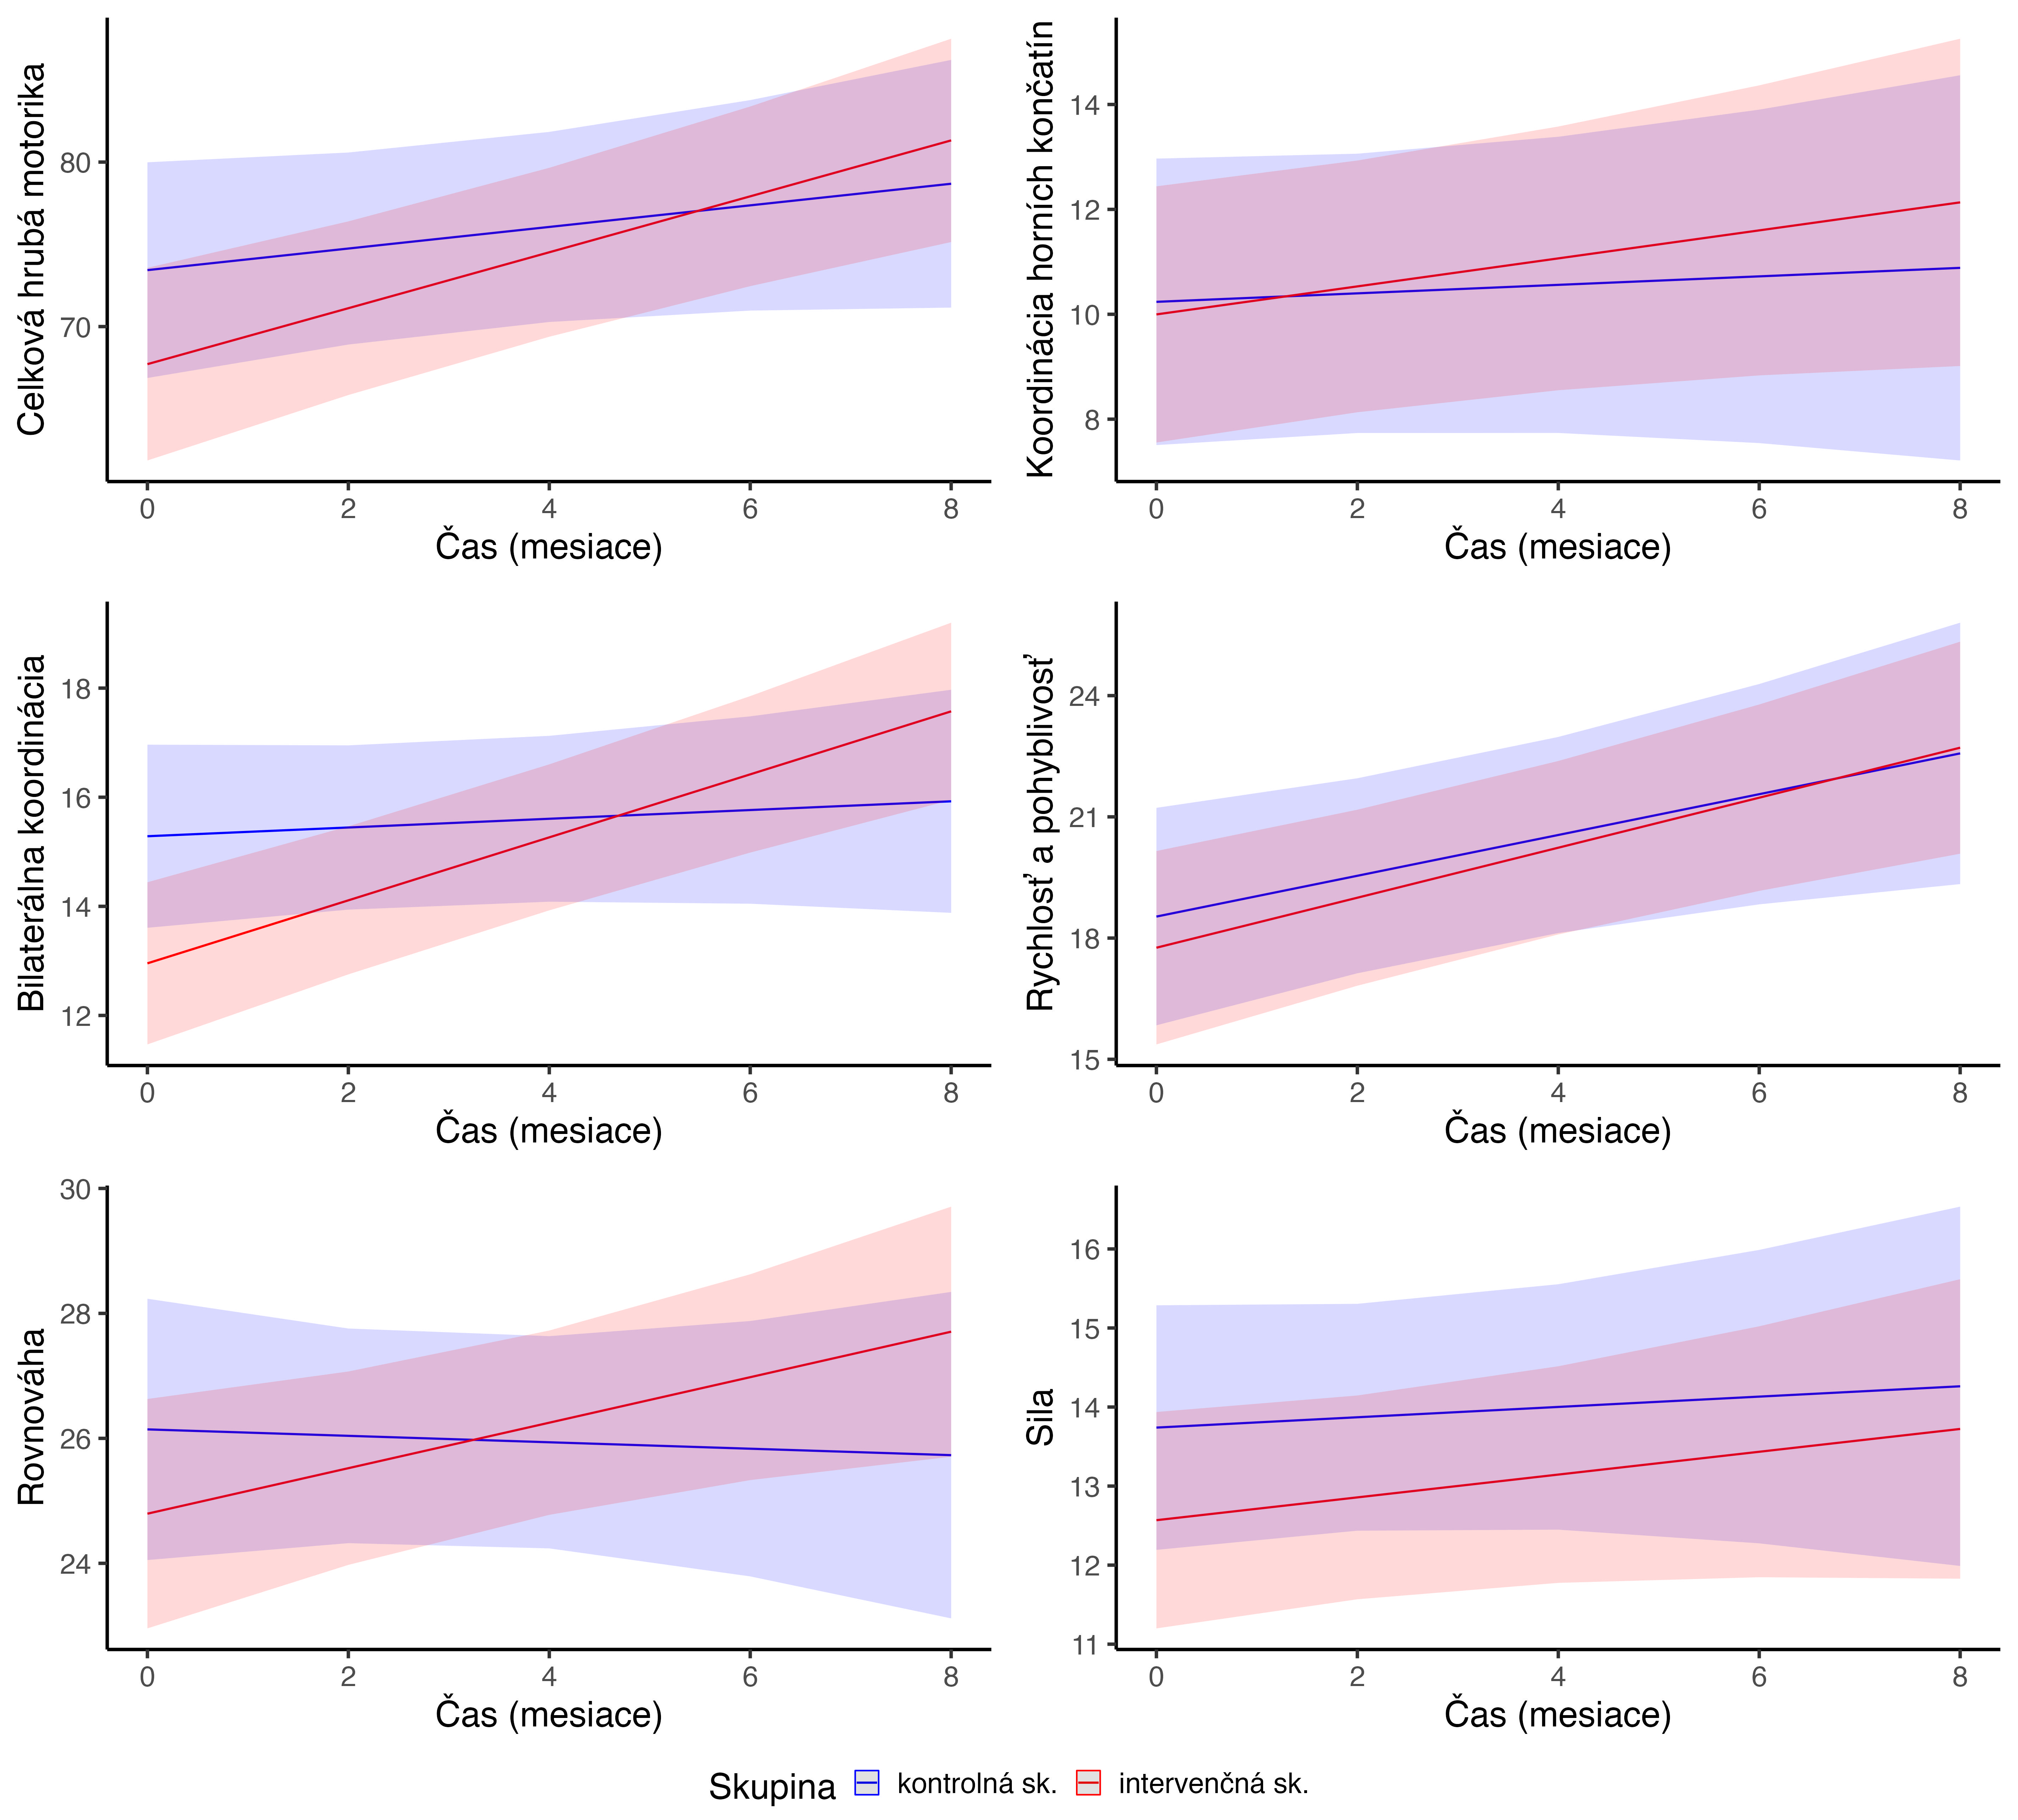 Celková hrubá motorika
80
70
0 2 4 6 8
Čas (mesiace)
Koordinácia horních končatín
14
12
10
8
0 2 4 6 8
Čas (mesiace)
Bilaterálna koordinácia
18
16
14
12
0 2 4 6 8
Čas (mesiace)
Rychlosť a pohyblivosť
24
21
18
15
0 2 4 6 8
Čas (mesiace)
Rovnováha
30
28
26
24
0 2 4 6 8
Čas (mesiace)
Sila
16
15
14
13
12
11
0 2 4 6 8
Čas (mesiace)
Skupina kontrolná sk. intervenčná sk.